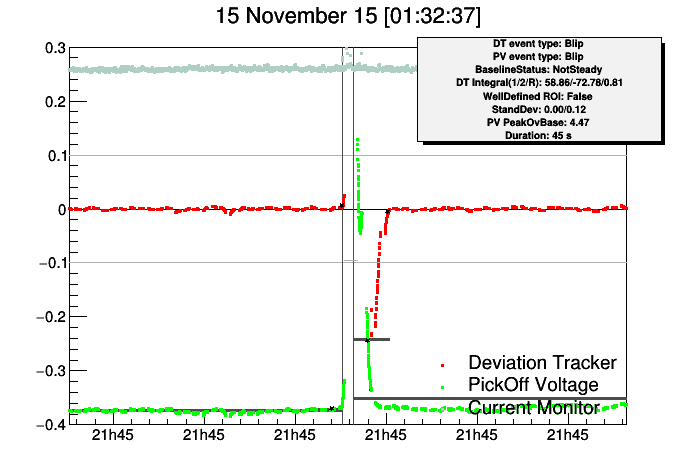 15 November 15 [01:32:37]
DT event type: Blip
PV event type: Blip
BaselineStatus: NotSteady
DT Integral(1/2/R): 58.86/-72.78/0.81
WellDefined ROI: False
StandDev: 0.00/0.12
PV PeakOvBase: 4.47
Duration: 45 s
0.3
0.2
0.1
0
−0.1
−0.2
−0.3
−0.4
Deviation Tracker
PickOff Voltage
Current Monitor
21h45 21h45 21h45 21h45 21h45 21h45